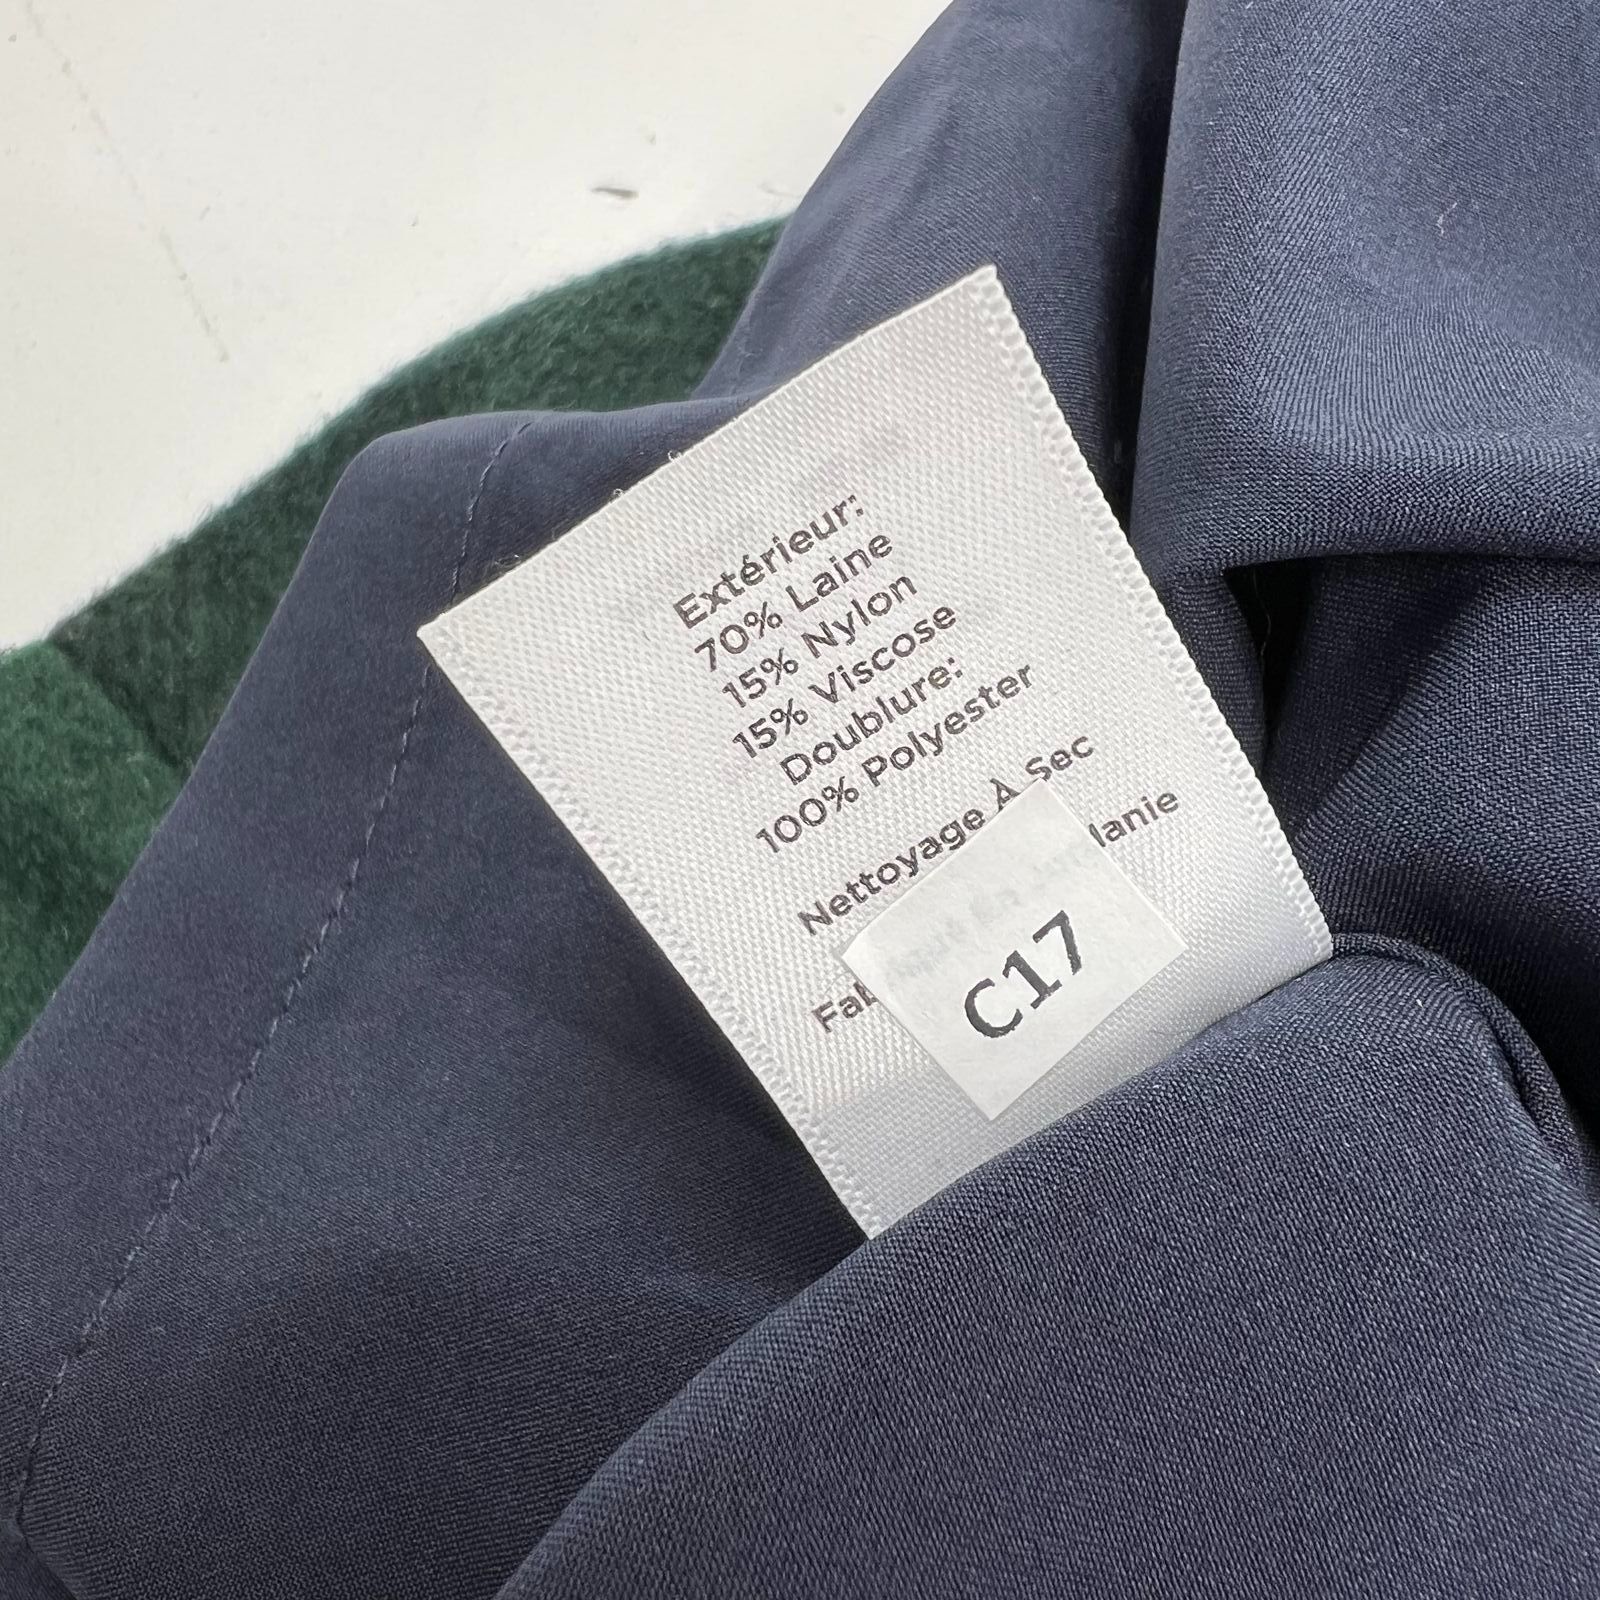 Extérieur:
70% Laine
15% Nylon
15% Viscose
Doublure:
100% Polyester
Nettoyage À Sec
C17